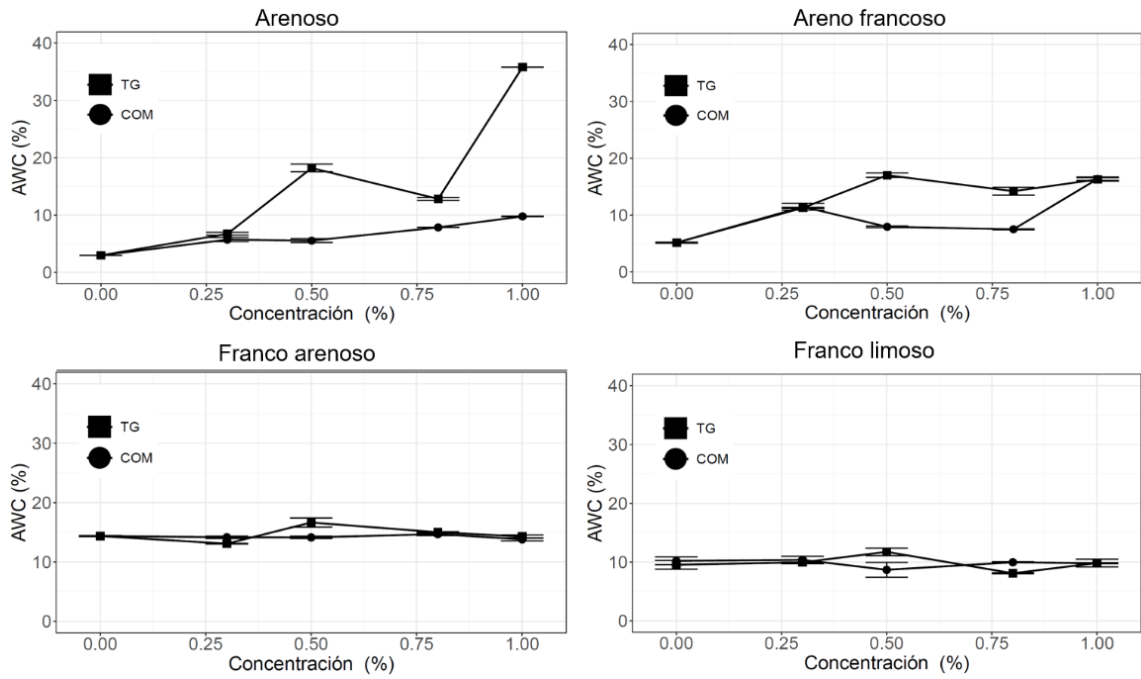 Arenoso
40
30
20
10
0
AWC (%)
TG
COM
0.00 0.25 0.50 0.75 1.00
Concentración (%)
Areno francoso
40
30
20
10
0
AWC (%)
TG
COM
0.00 0.25 0.50 0.75 1.00
Concentración (%)
Franco arenoso
40
30
20
10
0
AWC (%)
TG
COM
0.00 0.25 0.50 0.75 1.00
Concentración (%)
Franco limoso
40
30
20
10
0
AWC (%)
TG
COM
0.00 0.25 0.50 0.75 1.00
Concentración (%)